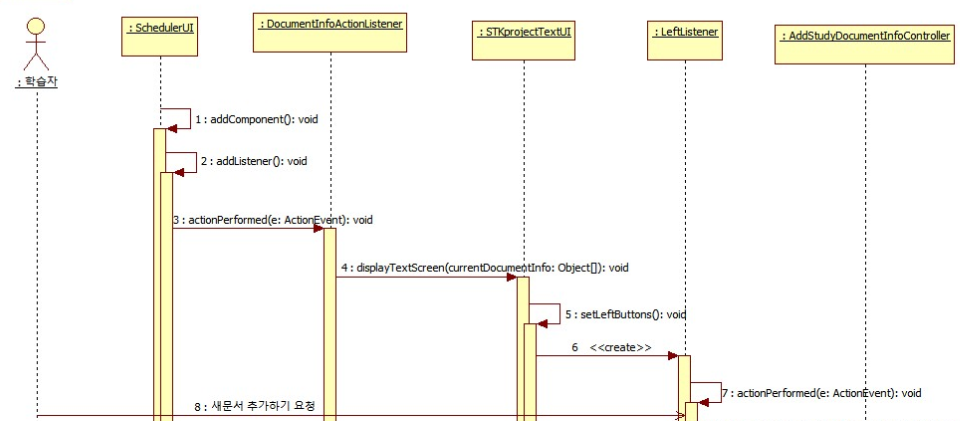 : SchedulerUI
: DocumentInfoActionListener
: STKprojectTextUI
: LeftListener
: AddStudyDocumentInfoController
: 학습자
1 : addComponent(): void
2 : addListener(): void
3 : actionPerformed(e: ActionEvent): void
4 : displayTextScreen(currentDocumentInfo: Object[]): void
5 : setLeftButtons(): void
6 <<create>>
7 : actionPerformed(e: ActionEvent): void
8 : 새문서 추가하기 요청